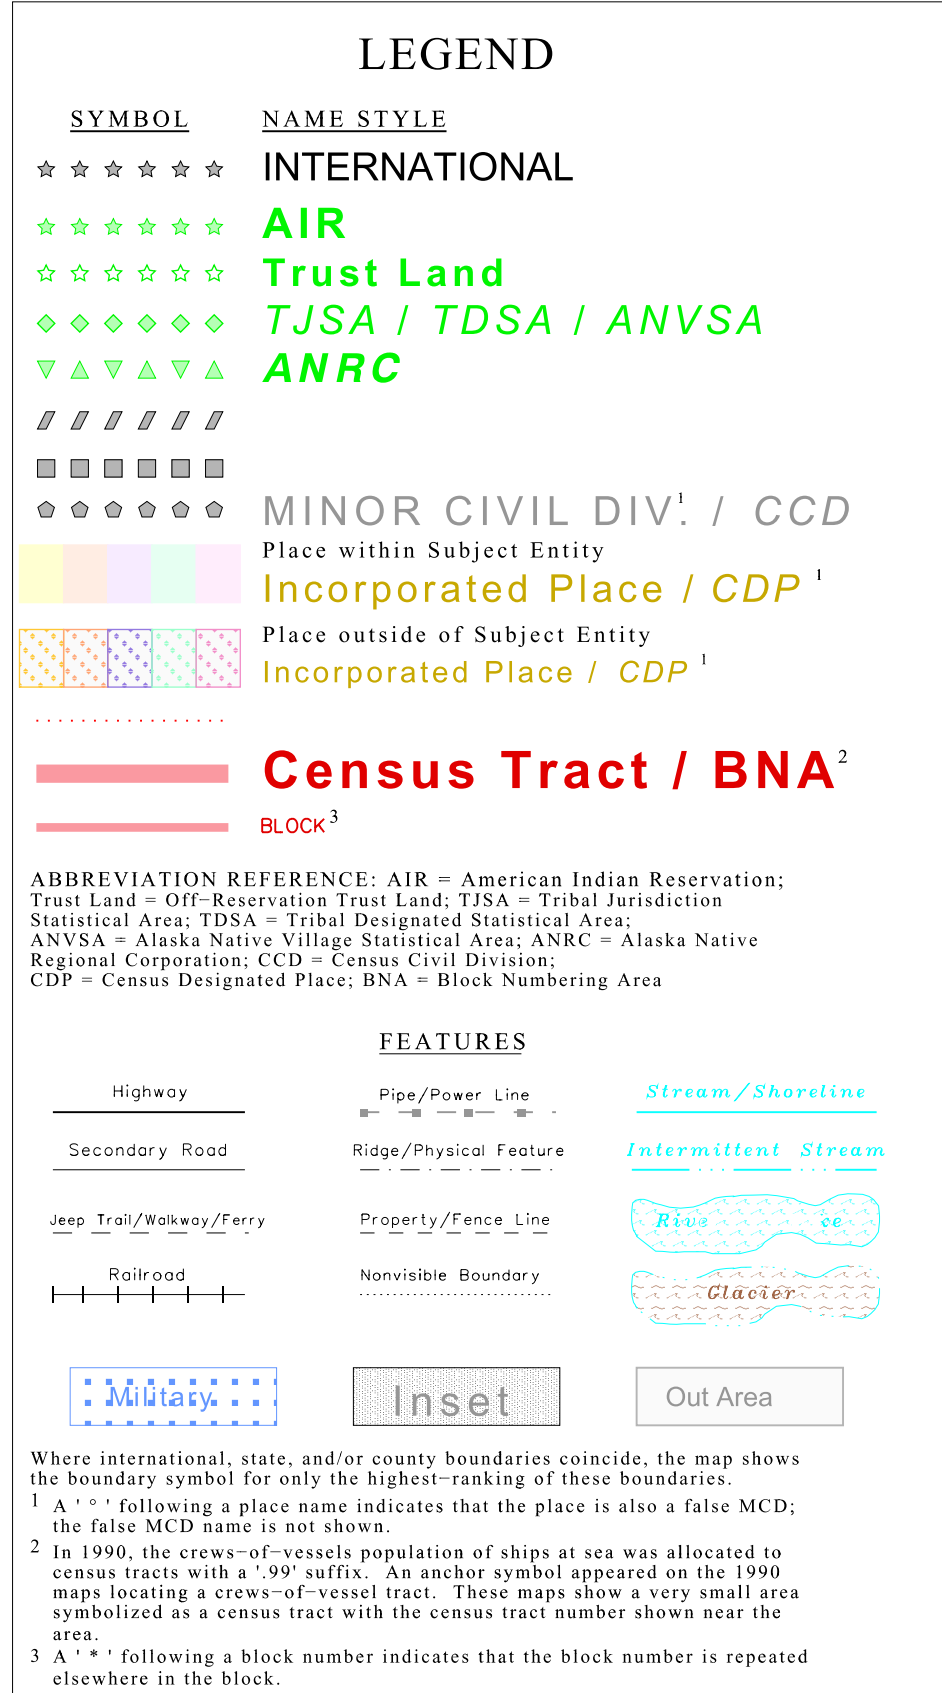 LEGEND
SYMBOL NAME STYLE
INTERNATIONAL
AIR
Trust Land
TJSA / TDSA / ANVSA
ANRC
MINOR CIVIL DIV.1 / CCD
Place within Subject Entity
Incorporated Place / CDP 1
Place outside of Subject Entity
Incorporated Place / CDP 1
Census Tract / BNA2
BLOCK3
ABBREVIATION REFERENCE: AIR = American Indian Reservation;
Trust Land = Off−Reservation Trust Land; TJSA = Tribal Jurisdiction
Statistical Area; TDSA = Tribal Designated Statistical Area;
ANVSA = Alaska Native Village Statistical Area; ANRC = Alaska Native
Regional Corporation; CCD = Census Civil Division;
CDP = Census Designated Place; BNA = Block Numbering Area
FEATURES
Highway Pipe/Power Line Stream/Shoreline
Secondary Road Ridge/Physical Feature Intermittent Stream
Jeep Trail/Walkway/Ferry Property/Fence Line
Railroad Nonvisible Boundary Glacier
Military Inset Out Area
Where international, state, and/or county boundaries coincide, the map shows
the boundary symbol for only the highest−ranking of these boundaries.
1 A ' ° ' following a place name indicates that the place is also a false MCD;
the false MCD name is not shown.
2 In 1990, the crews−of−vessels population of ships at sea was allocated to
census tracts with a '.99' suffix. An anchor symbol appeared on the 1990
maps locating a crews−of−vessel tract. These maps show a very small area
symbolized as a census tract with the census tract number shown near the
area.
3 A ' * ' following a block number indicates that the block number is repeated
elsewhere in the block.